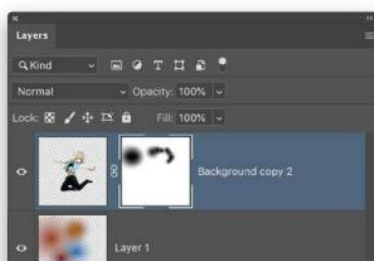 Layers
Kind
Normal Opacity: 100%
Lock: Fill: 100%
Background copy 2
Layer 1